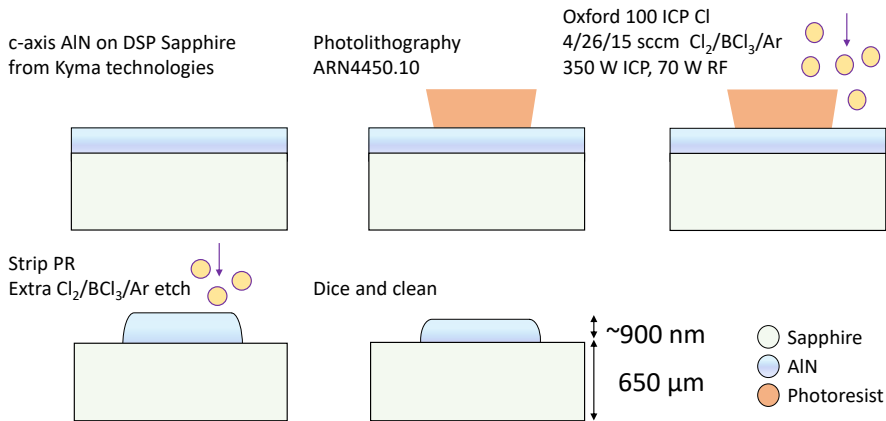 c-axis AlN on DSP Sapphire
from Kyma technologies
Photolithography
ARN4450.10
Oxford 100 ICP Cl
4/26/15 sccm Cl₂/BCl₃/Ar
350 W ICP, 70 W RF
Strip PR
Extra Cl₂/BCl₃/Ar etch
Dice and clean
~900 nm
650 μm
Sapphire
AlN
Photoresist